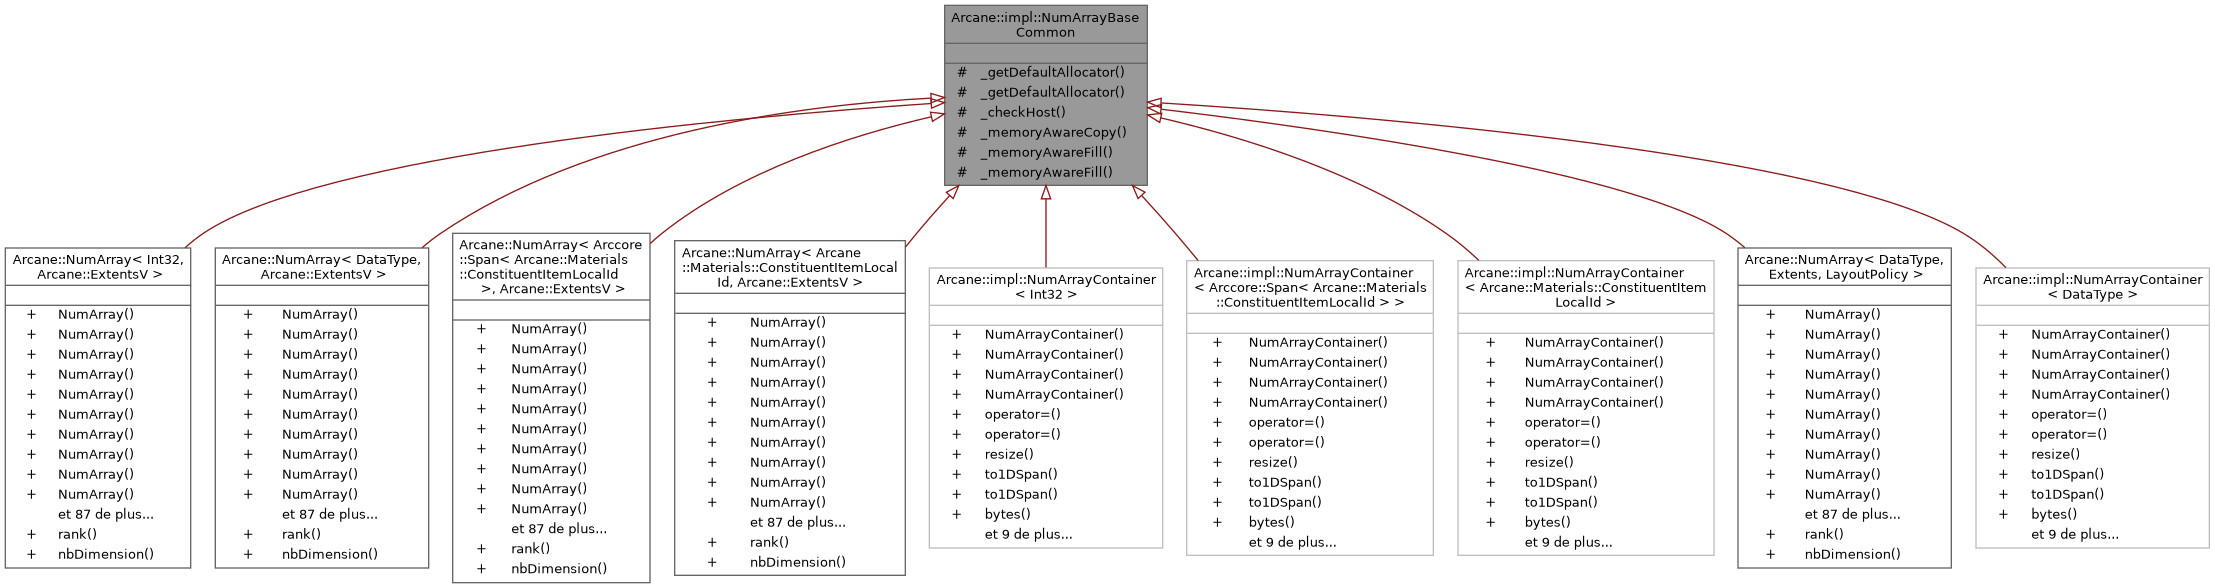 Arcane::impl::NumArrayBase
Common
# _getDefaultAllocator()
# _getDefaultAllocator()
# _checkHost()
# _memoryAwareCopy()
# _memoryAwareFill()
# _memoryAwareFill()
Arcane::NumArray< Int32,
Arcane::ExtentsV >
+ NumArray()
+ NumArray()
+ NumArray()
+ NumArray()
+ NumArray()
+ NumArray()
+ NumArray()
+ NumArray()
+ NumArray()
+ NumArray()
et 87 de plus...
+ rank()
+ nbDimension()
Arcane::NumArray< DataType,
Arcane::ExtentsV >
+ NumArray()
+ NumArray()
+ NumArray()
+ NumArray()
+ NumArray()
+ NumArray()
+ NumArray()
+ NumArray()
+ NumArray()
+ NumArray()
et 87 de plus...
+ rank()
+ nbDimension()
Arcane::NumArray< Arccore
::Span< Arcane::Materials
::ConstituentItemLocalId
>, Arcane::ExtentsV >
+ NumArray()
+ NumArray()
+ NumArray()
+ NumArray()
+ NumArray()
+ NumArray()
+ NumArray()
+ NumArray()
+ NumArray()
+ NumArray()
et 87 de plus...
+ rank()
+ nbDimension()
Arcane::NumArray< Arcane
::Materials::ConstituentItemLocal
Id, Arcane::ExtentsV >
+ NumArray()
+ NumArray()
+ NumArray()
+ NumArray()
+ NumArray()
+ NumArray()
+ NumArray()
+ NumArray()
+ NumArray()
+ NumArray()
et 87 de plus...
+ rank()
+ nbDimension()
Arcane::impl::NumArrayContainer
< Int32 >
+ NumArrayContainer()
+ NumArrayContainer()
+ NumArrayContainer()
+ NumArrayContainer()
+ operator=()
+ operator=()
+ resize()
+ to1DSpan()
+ to1DSpan()
+ bytes()
et 9 de plus...
Arcane::impl::NumArrayContainer
< Arccore::Span< Arcane::Materials
::ConstituentItemLocalId > >
+ NumArrayContainer()
+ NumArrayContainer()
+ NumArrayContainer()
+ NumArrayContainer()
+ operator=()
+ operator=()
+ resize()
+ to1DSpan()
+ to1DSpan()
+ bytes()
et 9 de plus...
Arcane::impl::NumArrayContainer
< Arcane::Materials::ConstituentItem
LocalId >
+ NumArrayContainer()
+ NumArrayContainer()
+ NumArrayContainer()
+ NumArrayContainer()
+ operator=()
+ operator=()
+ resize()
+ to1DSpan()
+ to1DSpan()
+ bytes()
et 9 de plus...
Arcane::NumArray< DataType,
Extents, LayoutPolicy >
+ NumArray()
+ NumArray()
+ NumArray()
+ NumArray()
+ NumArray()
+ NumArray()
+ NumArray()
+ NumArray()
+ NumArray()
+ NumArray()
et 87 de plus...
+ rank()
+ nbDimension()
Arcane::impl::NumArrayContainer
< DataType >
+ NumArrayContainer()
+ NumArrayContainer()
+ NumArrayContainer()
+ NumArrayContainer()
+ operator=()
+ operator=()
+ resize()
+ to1DSpan()
+ to1DSpan()
+ bytes()
et 9 de plus...